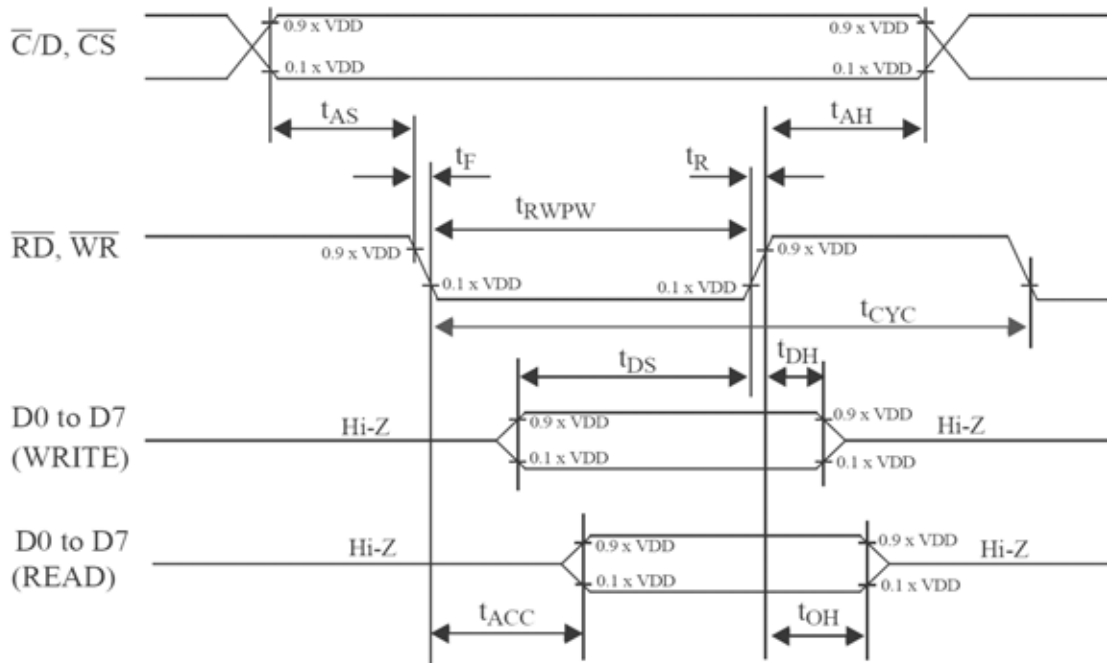 C̅/D, C̅S̅
0.9 x VDD
0.9 x VDD
0.1 x VDD
0.1 x VDD
tAS
tAH
tF
tR
tRWPW
R̅D̅, W̅R̅
0.9 x VDD
0.9 x VDD
0.1 x VDD
0.1 x VDD
tCYC
tDS
tDH
D0 to D7
(WRITE)
Hi-Z
0.9 x VDD
0.9 x VDD
Hi-Z
0.1 x VDD
0.1 x VDD
D0 to D7
(READ)
Hi-Z
0.9 x VDD
0.9 x VDD
Hi-Z
0.1 x VDD
0.1 x VDD
tACC
tOH